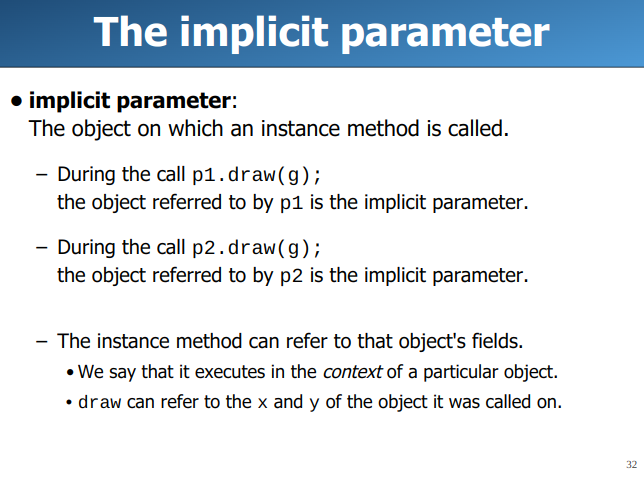 The implicit parameter
• implicit parameter:
The object on which an instance method is called.
– During the call p1.draw(g);
the object referred to by p1 is the implicit parameter.
– During the call p2.draw(g);
the object referred to by p2 is the implicit parameter.
– The instance method can refer to that object's fields.
• We say that it executes in the context of a particular object.
• draw can refer to the x and y of the object it was called on.
32